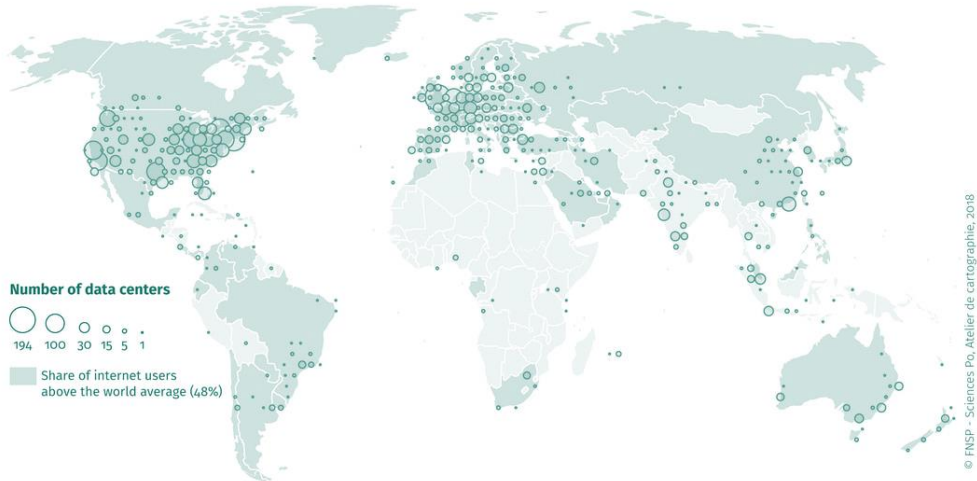 Number of data centers
194 100 30 15 5 1
Share of internet users
above the world average (48%)
© FNSP - Sciences Po, Atelier de cartographie, 2018